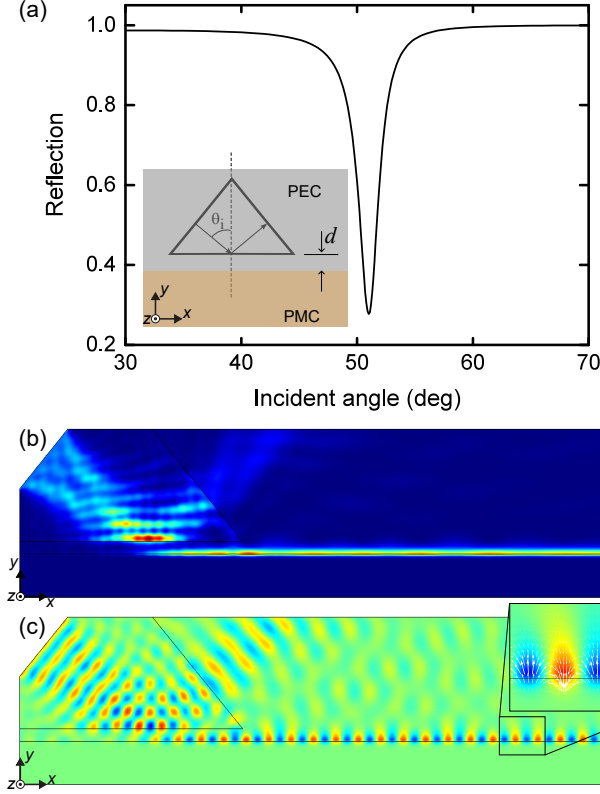 (a)
1.0
0.8
0.6
0.4
0.2
Reflection
PEC
θi
d
y
z x
PMC
30 40 50 60 70
Incident angle (deg)
(b)
y
z x
(c)
y
z x